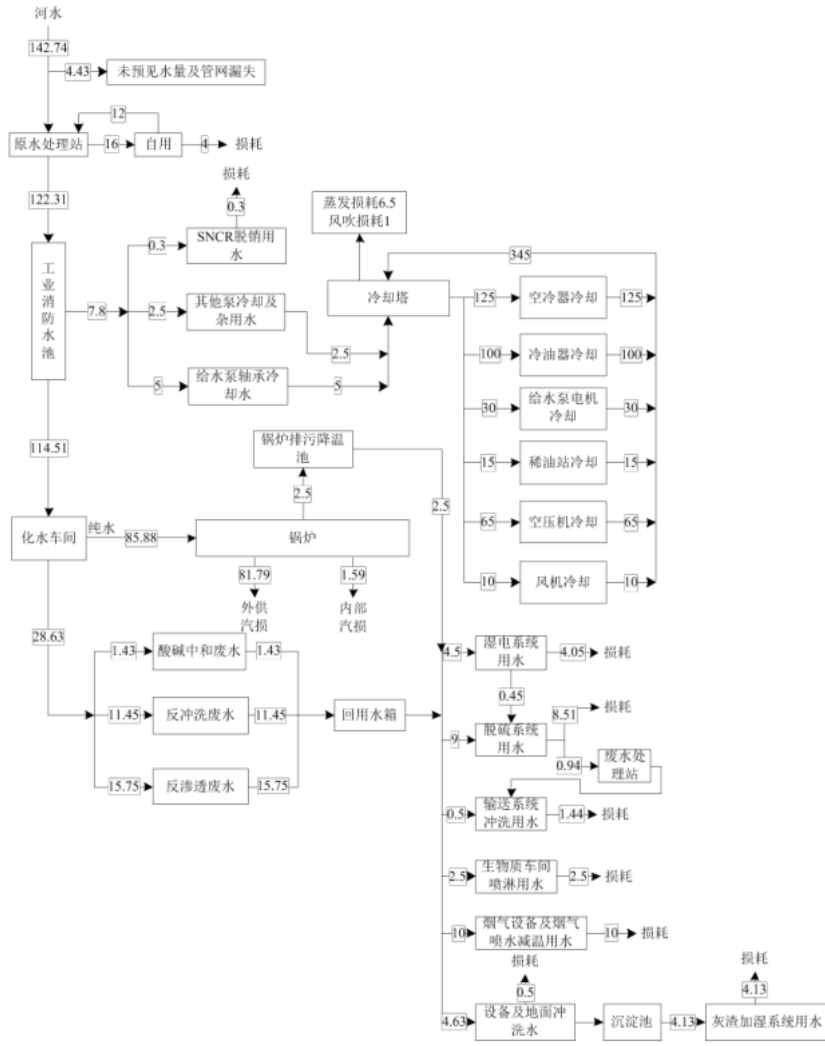 河水
142.74
4.43
未预见水量及管网漏失
12
原水处理站
16
自用
4
损耗
122.31
工业消防水池
7.8
损耗
0.3
0.3
SNCR脱销用
水
2.5
其他泵冷却及
杂用水
2.5
5
给水泵轴承冷
却水
5
蒸发损耗6.5
风吹损耗1
345
冷却塔
125
空冷器冷却
125
100
冷油器冷却
100
30
给水泵电机
冷却
30
15
稀油站冷却
15
65
空压机冷却
65
10
风机冷却
10
114.51
锅炉排污降温
池
2.5
2.5
化水车间
纯水
85.88
锅炉
81.79
外供
汽损
1.59
内部
汽损
28.63
1.43
酸碱中和废水
1.43
11.45
反冲洗废水
11.45
15.75
反渗透废水
15.75
回用水箱
4.5
湿电系统
用水
4.05
损耗
0.45
9
脱硫系统
用水
8.51
损耗
0.94
废水处
理站
0.5
输送系统
冲洗用水
1.44
损耗
2.5
生物质车间
喷淋用水
2.5
损耗
10
烟气设备及烟气
喷水减温用水
10
损耗
损耗
0.5
4.63
设备及地面冲
洗水
沉淀池
4.13
损耗
4.13
灰渣加湿系统用水